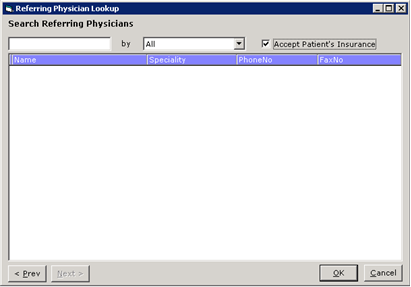 Referring Physician Lookup
Search Referring Physicians
by All Accept Patient's Insurance
Name Speciality PhoneNo FaxNo
< Prev Next > OK Cancel